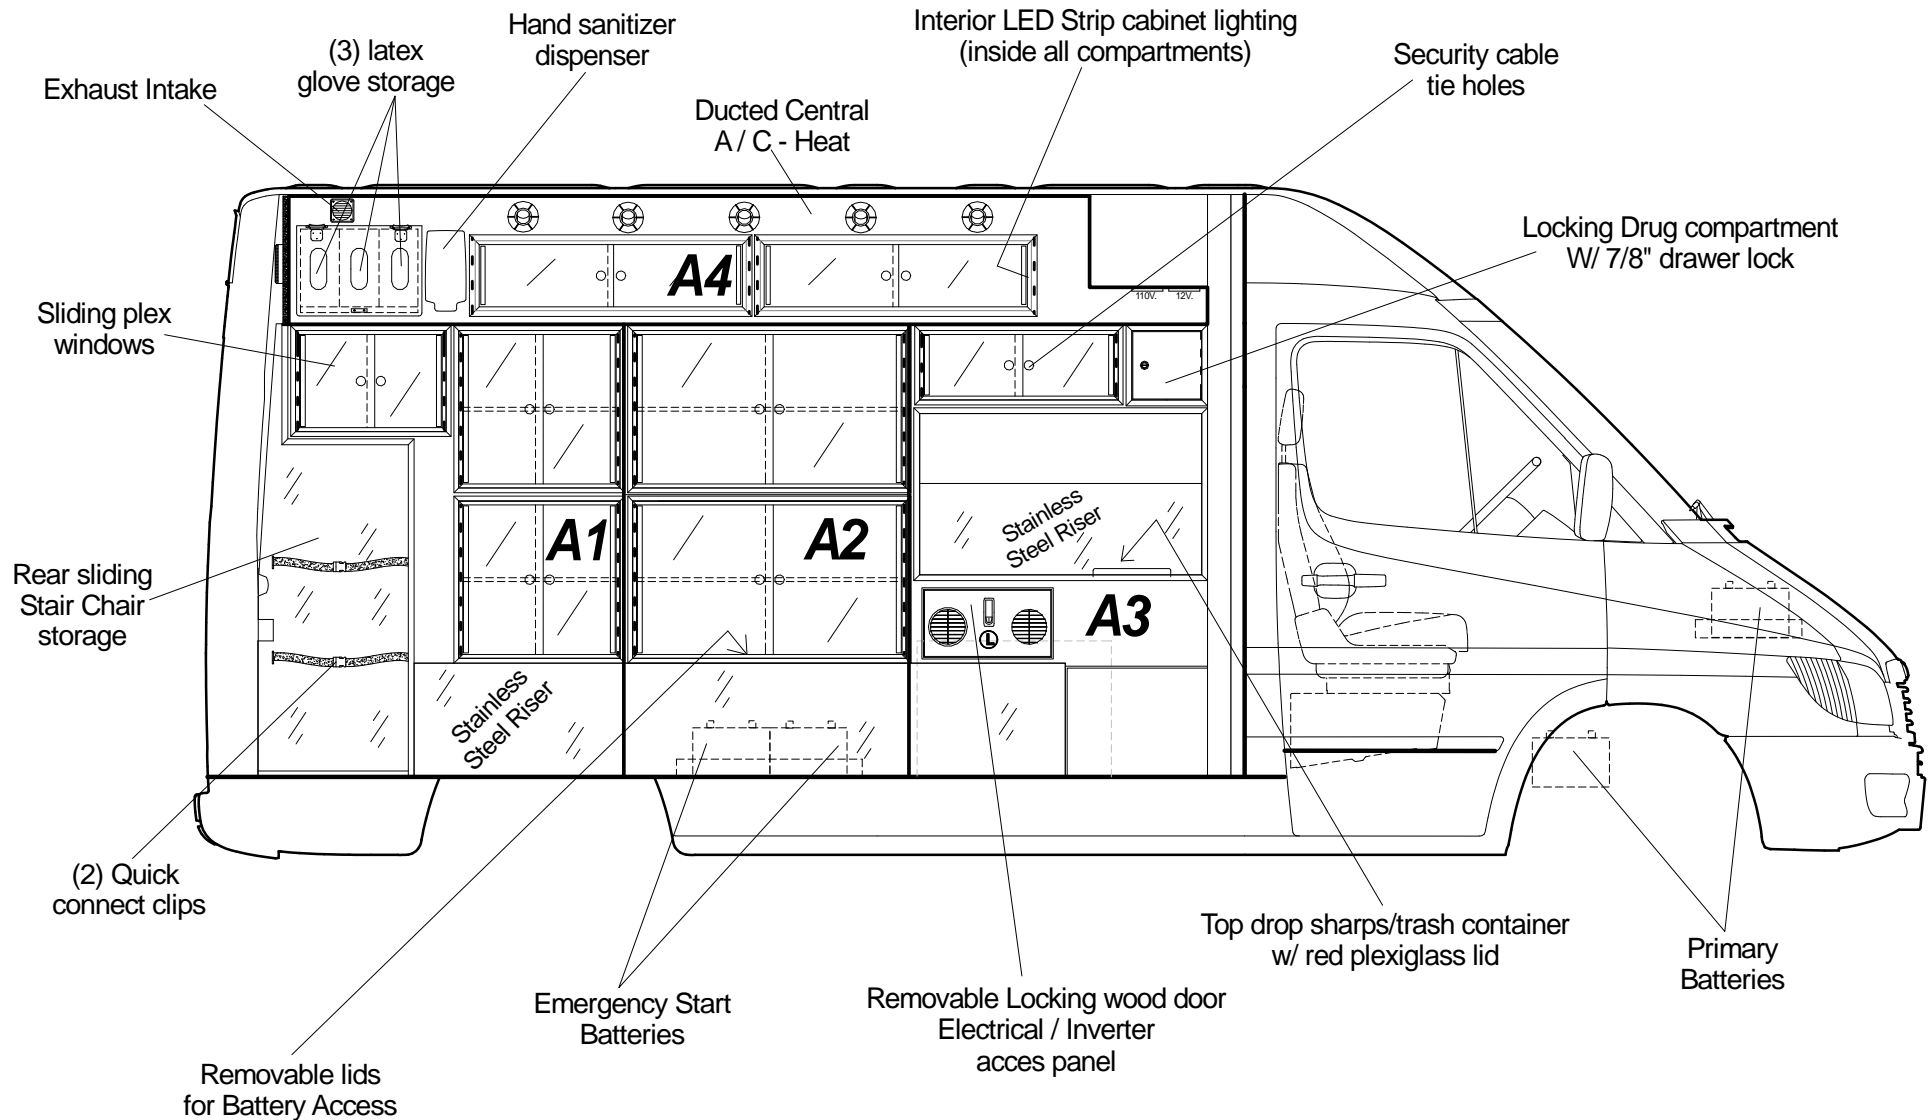 Hand sanitizer
dispenser
Interior LED Strip cabinet lighting
(inside all compartments)
(3) latex
glove storage
Security cable
tie holes
Exhaust Intake
Ducted Central
A / C - Heat
Locking Drug compartment
W/ 7/8" drawer lock
A4
110V.
12V.
Sliding plex
windows
Stainless
Steel Riser
A1
A2
Rear sliding
Stair Chair
storage
A3
L
Stainless
Steel Riser
(2) Quick
connect clips
Top drop sharps/trash container
w/ red plexiglass lid
Primary
Batteries
Emergency Start
Batteries
Removable Locking wood door
Electrical / Inverter
acces panel
Removable lids
for Battery Access